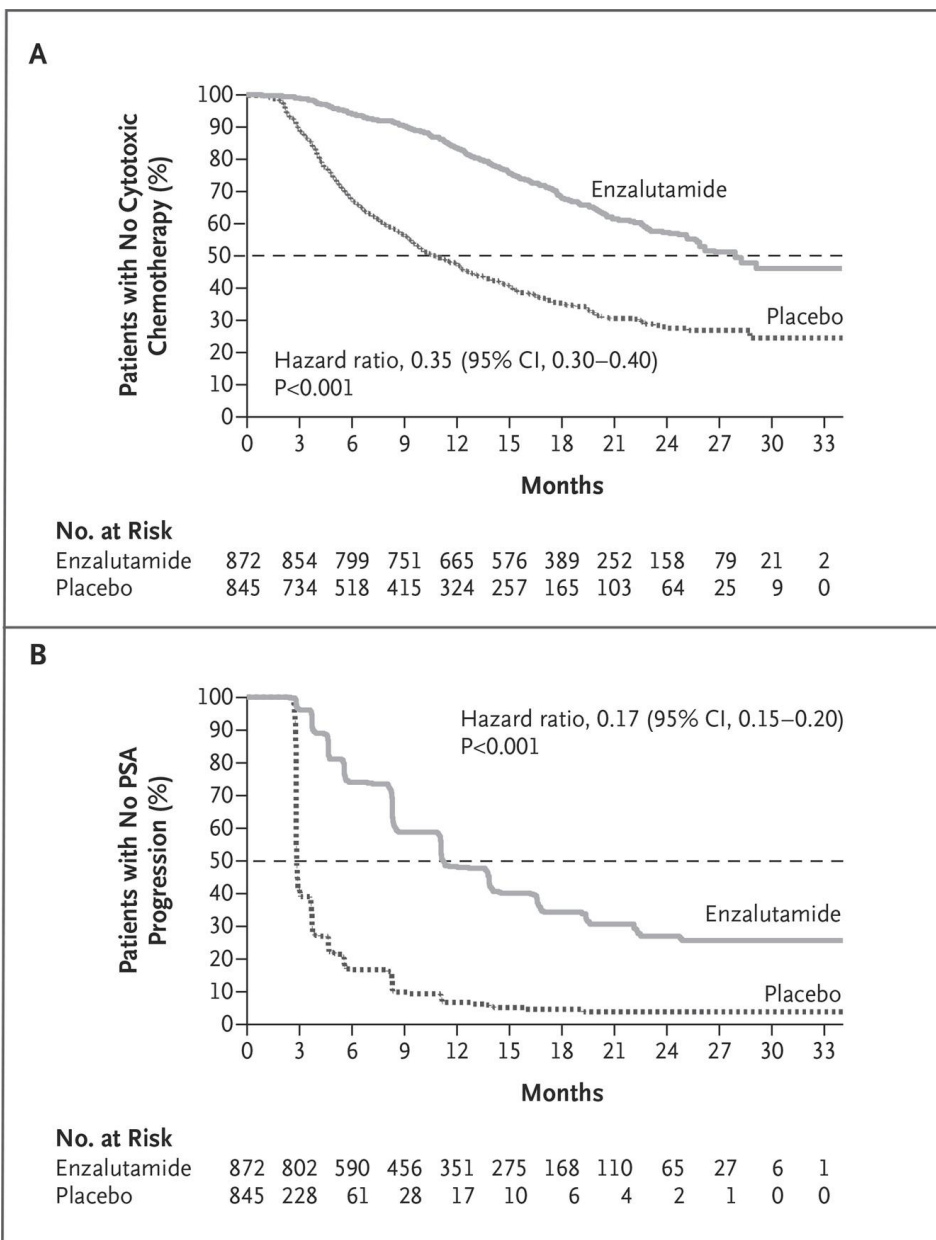 A
Patients with No Cytotoxic
Chemotherapy (%)
100
90
80
70
60
50
40
30
20
10
0
Enzalutamide
Placebo
Hazard ratio, 0.35 (95% CI, 0.30–0.40)
P<0.001
0 3 6 9 12 15 18 21 24 27 30 33
Months
No. at Risk
Enzalutamide 872 854 799 751 665 576 389 252 158 79 21 2
Placebo 845 734 518 415 324 257 165 103 64 25 9 0
B
Patients with No PSA
Progression (%)
100
90
80
70
60
50
40
30
20
10
0
Hazard ratio, 0.17 (95% CI, 0.15–0.20)
P<0.001
Enzalutamide
Placebo
0 3 6 9 12 15 18 21 24 27 30 33
Months
No. at Risk
Enzalutamide 872 802 590 456 351 275 168 110 65 27 6 1
Placebo 845 228 61 28 17 10 6 4 2 1 0 0